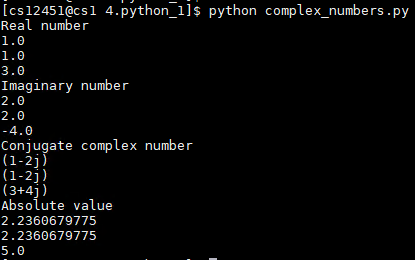 [cs12451@cs1 4.python_1]$ python complex_numbers.py
Real number
1.0
1.0
3.0
Imaginary number
2.0
2.0
-4.0
Conjugate complex number
(1-2j)
(1-2j)
(3+4j)
Absolute value
2.2360679775
2.2360679775
5.0